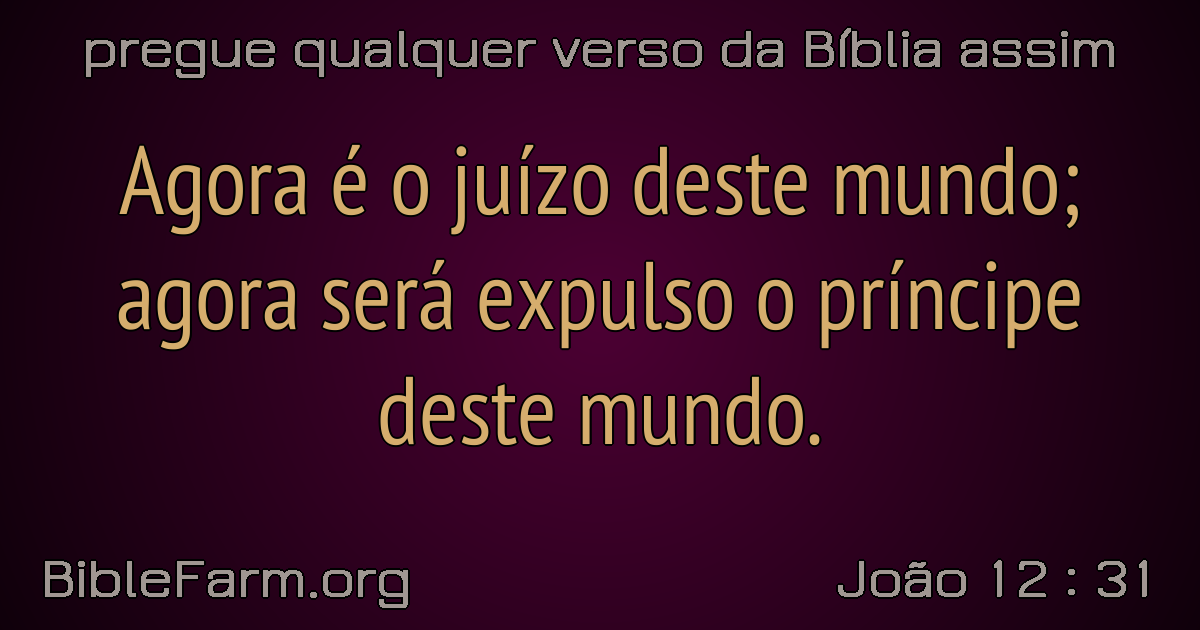 pregue qualquer verso da Bíblia assim
Agora é o juízo deste mundo;
agora será expulso o príncipe
deste mundo.
BibleFarm.org
João 12 : 31